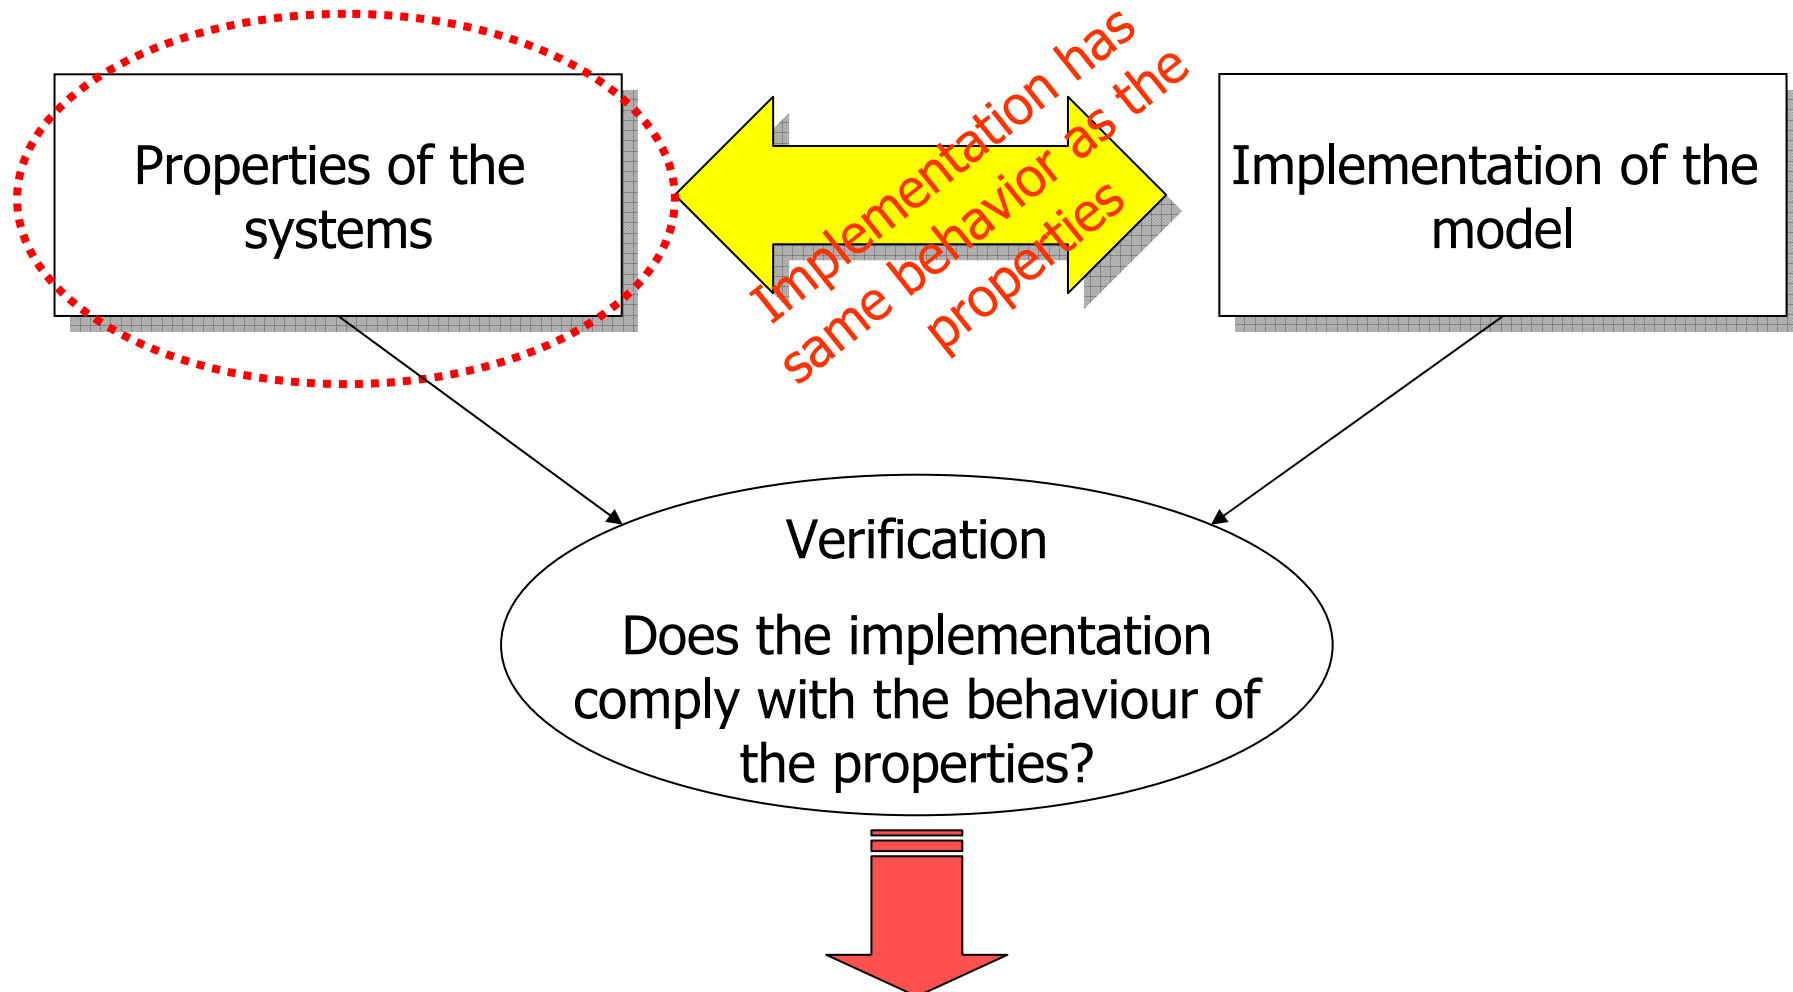 Properties of the
systems
Implementation has
same behavior as the
properties
Implementation of the
model
Verification
Does the implementation
comply with the behaviour of
the properties?